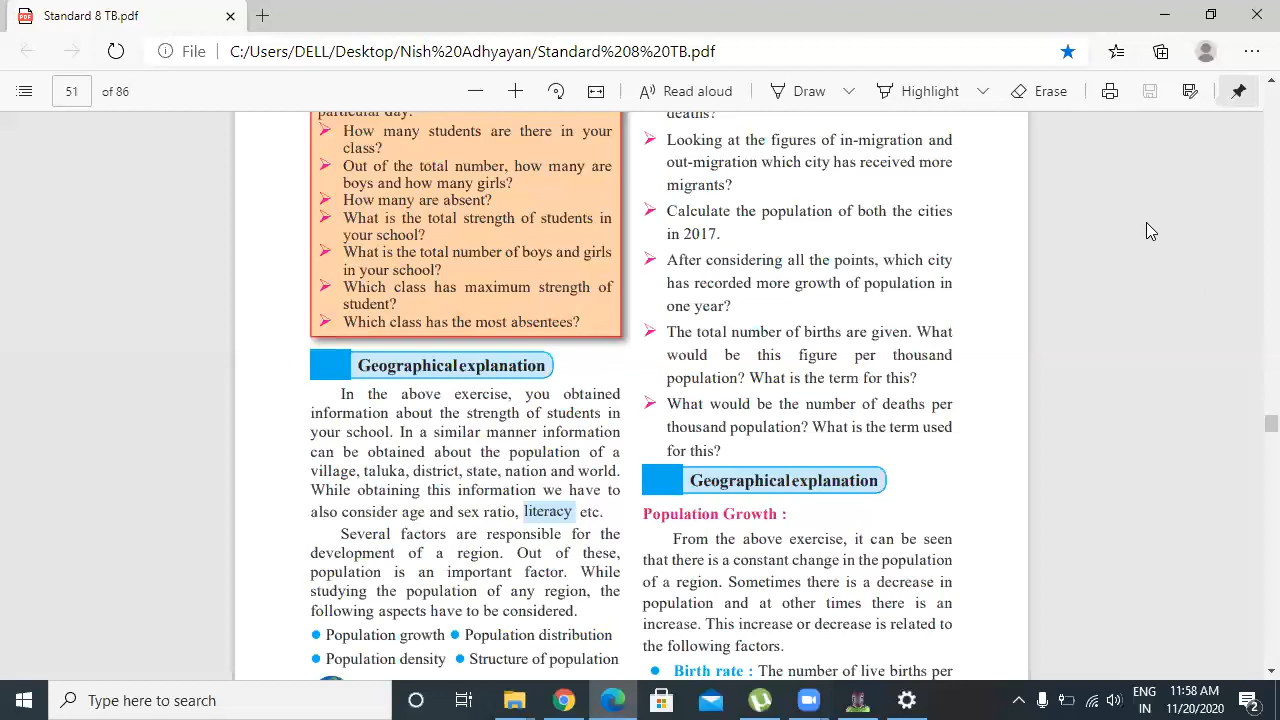 Standard 8 TB.pdf
File
C:/Users/DELL/Desktop/Nish%20Adhyayan/Standard%208%20TB.pdf
51 of 86
Read aloud
Draw
Highlight
Erase
particular day.
How many students are there in your
class?
Out of the total number, how many are
boys and how many girls?
How many are absent?
What is the total strength of students in
your school?
What is the total number of boys and girls
in your school?
Which class has maximum strength of
student?
Which class has the most absentees?
Geographical explanation
In the above exercise, you obtained
information about the strength of students in
your school. In a similar manner information
can be obtained about the population of a
village, taluka, district, state, nation and world.
While obtaining this information we have to
also consider age and sex ratio, literacy etc.
Several factors are responsible for the
development of a region. Out of these,
population is an important factor. While
studying the population of any region, the
following aspects have to be considered.
Population growth
Population distribution
Population density
Structure of population
deaths?
Looking at the figures of in-migration and
out-migration which city has received more
migrants?
Calculate the population of both the cities
in 2017.
After considering all the points, which city
has recorded more growth of population in
one year?
The total number of births are given. What
would be this figure per thousand
population? What is the term for this?
What would be the number of deaths per
thousand population? What is the term used
for this?
Geographical explanation
Population Growth :
From the above exercise, it can be seen
that there is a constant change in the population
of a region. Sometimes there is a decrease in
population and at other times there is an
increase. This increase or decrease is related to
the following factors.
Birth rate : The number of live births per
Type here to search
ENG
IN
11:58 AM
11/20/2020
2